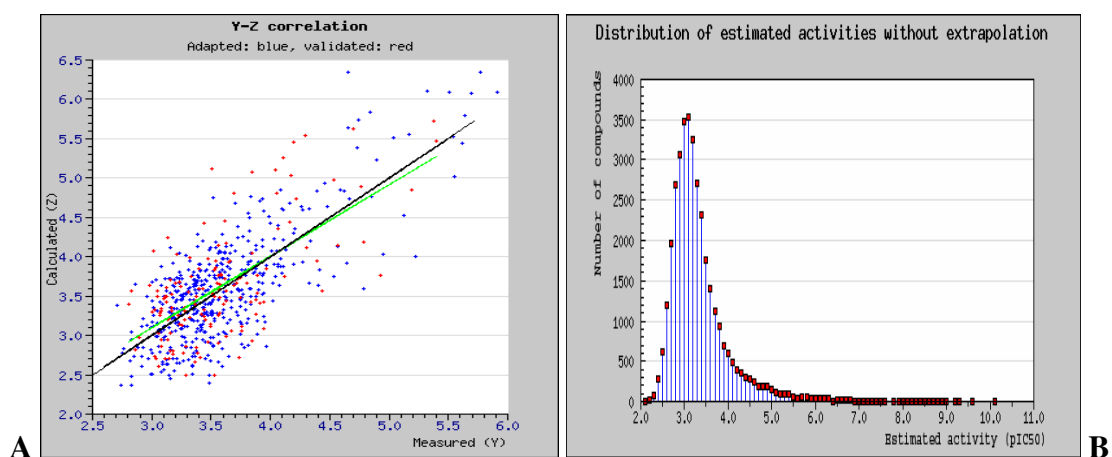 Y-Z correlation
Adapted: blue, validated: red
6.5
6.0
5.5
5.0
4.5
4.0
3.5
3.0
2.5
2.0
Calculated (Z)
2.5 3.0 3.5 4.0 4.5 5.0 5.5 6.0
Measured (Y)
A
Distribution of estimated activities without extrapolation
4000
3500
3000
2500
2000
1500
1000
500
0
Number of compounds
2.0 3.0 4.0 5.0 6.0 7.0 8.0 9.0 10.0 11.0
Estimated activity (pIC50)
B